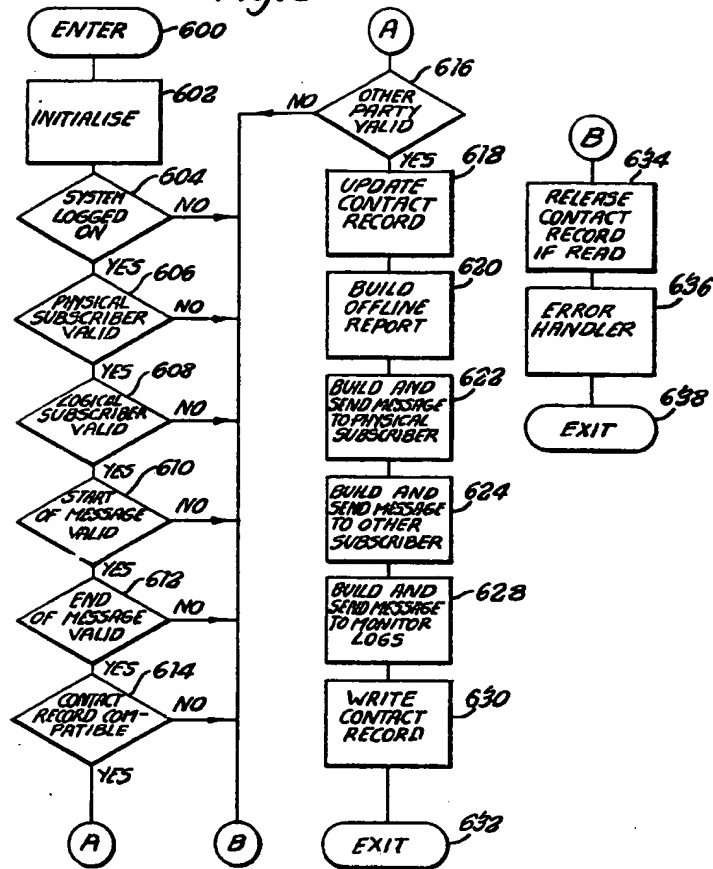 ENTER
600
INITIALISE
602
SYSTEM
LOGGED
ON
604
NO
YES
PHYSICAL
SUBSCRIBER
VALID
606
NO
YES
LOGICAL
SUBSCRIBER
VALID
608
NO
YES
START
OF MESSAGE
VALID
610
NO
YES
END
OF MESSAGE
VALID
612
NO
YES
CONTACT
RECORD COM-
PATIBLE
614
NO
YES
A
B
A
OTHER
PARTY
VALID
616
NO
YES
UPDATE
CONTACT
RECORD
618
BUILD
OFFLINE
REPORT
620
BUILD AND
SEND MESSAGE
TO PHYSICAL
SUBSCRIBER
622
BUILD AND
SEND MESSAGE
TO OTHER
SUBSCRIBER
624
BUILD AND
SEND MESSAGE
TO MONITOR
LOGS
628
WRITE
CONTACT
RECORD
630
EXIT
632
B
RELEASE
CONTACT
RECORD
IF READ
634
ERROR
HANDLER
636
EXIT
638